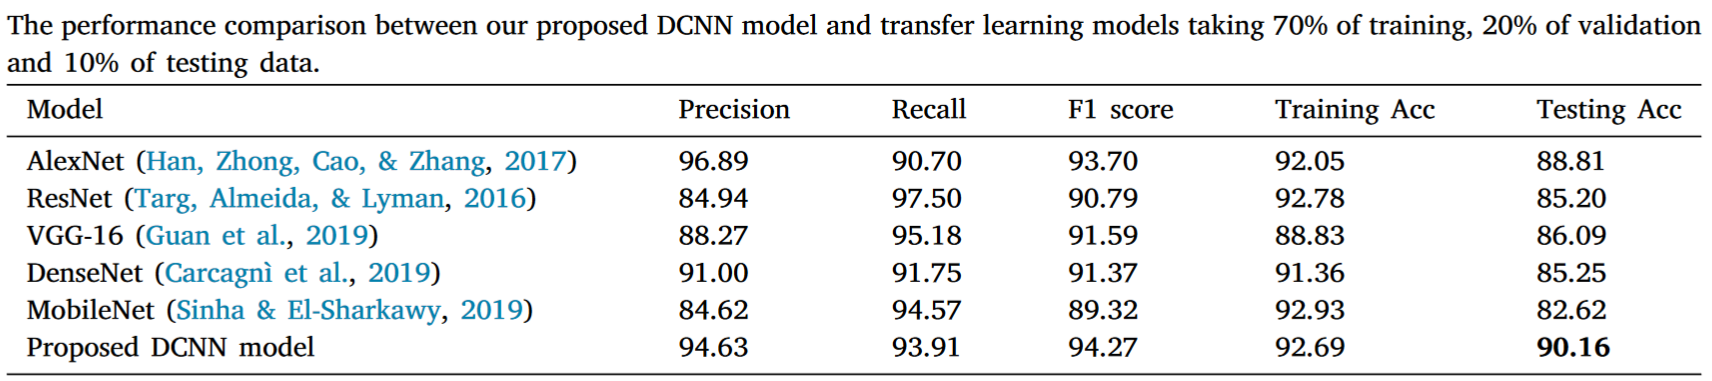 The performance comparison between our proposed DCNN model and transfer learning models taking 70% of training, 20% of validation
and 10% of testing data.
Model Precision Recall F1 score Training Acc Testing Acc
AlexNet (Han, Zhong, Cao, & Zhang, 2017) 96.89 90.70 93.70 92.05 88.81
ResNet (Targ, Almeida, & Lyman, 2016) 84.94 97.50 90.79 92.78 85.20
VGG-16 (Guan et al., 2019) 88.27 95.18 91.59 88.83 86.09
DenseNet (Carcagnì et al., 2019) 91.00 91.75 91.37 91.36 85.25
MobileNet (Sinha & El-Sharkawy, 2019) 84.62 94.57 89.32 92.93 82.62
Proposed DCNN model 94.63 93.91 94.27 92.69 90.16